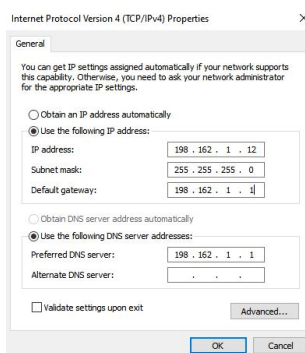 Internet Protocol Version 4 (TCP/IPv4) Properties
General
You can get IP settings assigned automatically if your network supports
this capability. Otherwise, you need to ask your network administrator
for the appropriate IP settings.
Obtain an IP address automatically
Use the following IP address:
IP address: 198 . 162 . 1 . 12
Subnet mask: 255 . 255 . 255 . 0
Default gateway: 198 . 162 . 1 . 1
Obtain DNS server address automatically
Use the following DNS server addresses:
Preferred DNS server: 198 . 162 . 1 . 1
Alternate DNS server: . . .
Validate settings upon exit
Advanced...
OK Cancel